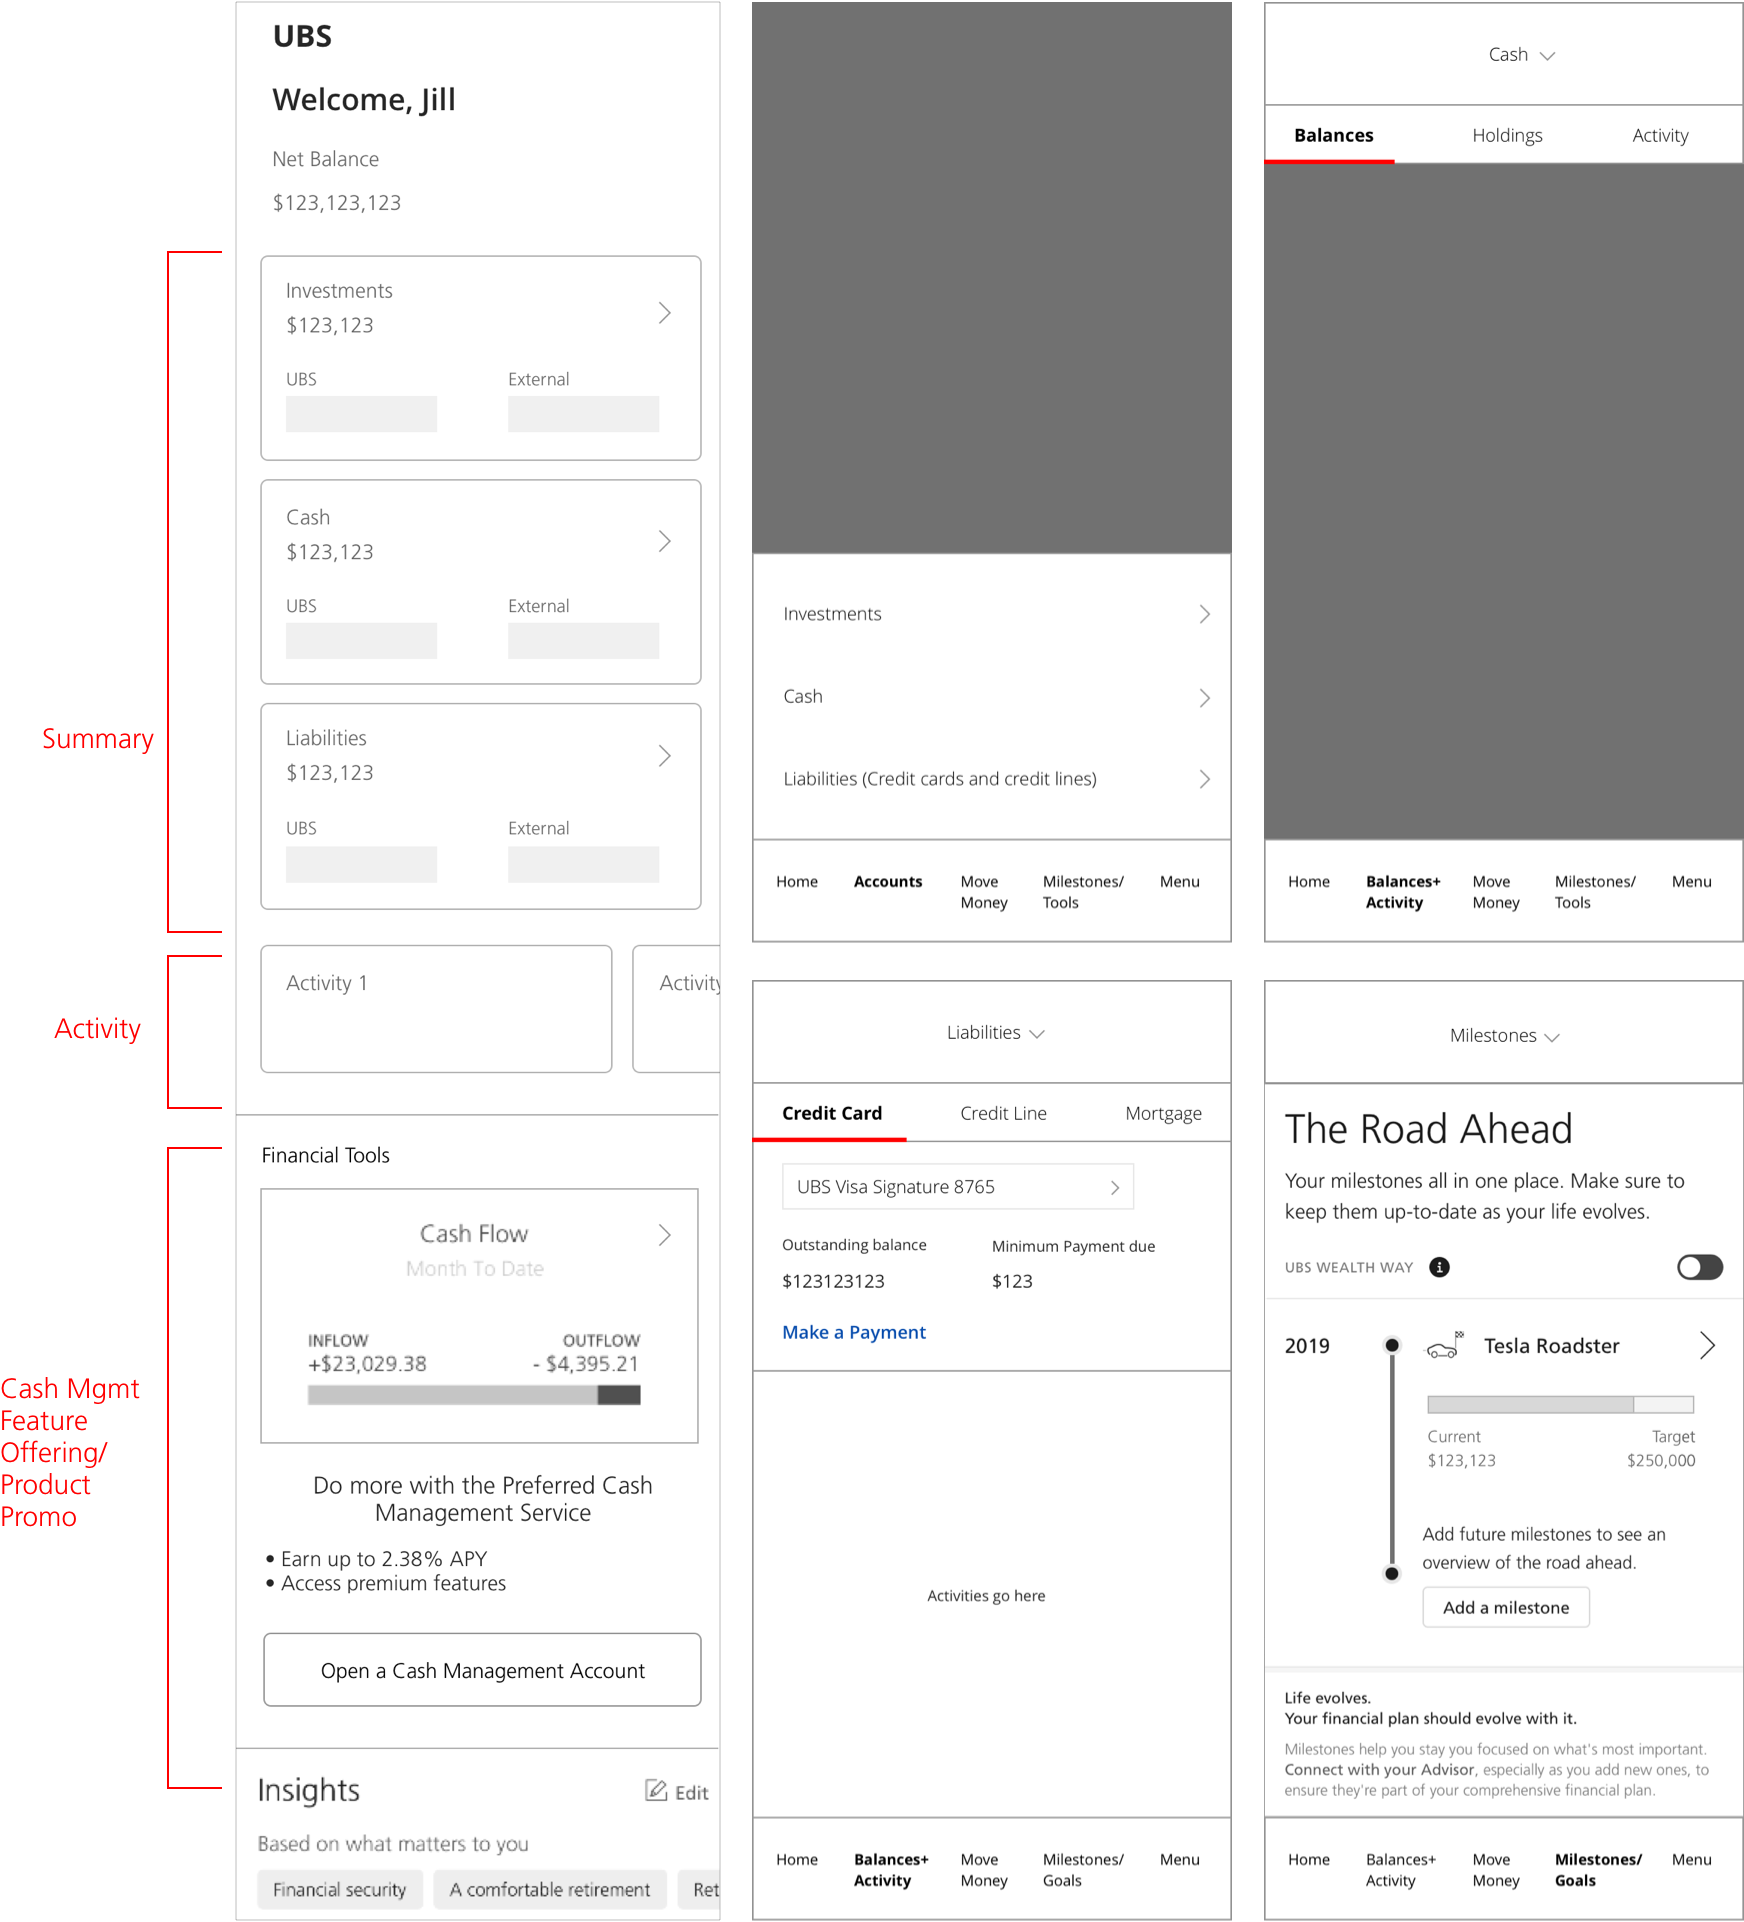 Summary
Activity
Cash Mgmt
Feature
Offering/
Product
Promo
UBS
Welcome, Jill
Net Balance
$123,123,123
Investments
$123,123
UBS External
Cash
$123,123
UBS External
Liabilities
$123,123
UBS External
Activity 1 Activity
Financial Tools
Cash Flow
Month To Date
INFLOW OUTFLOW
+$23,029.38 - $4,395.21
Do more with the Preferred Cash
Management Service
• Earn up to 2.38% APY
• Access premium features
Open a Cash Management Account
Insights Edit
Based on what matters to you
Financial security A comfortable retirement Ret
Investments
Cash
Liabilities (Credit cards and credit lines)
Home Accounts Move Milestones/ Menu
Money Tools
Cash
Balances Holdings Activity
Home Balances+ Move Milestones/ Menu
Activity Money Tools
Liabilities
Credit Card Credit Line Mortgage
UBS Visa Signature 8765
Outstanding balance Minimum Payment due
$123123123 $123
Make a Payment
Activities go here
Home Balances+ Move Milestones/ Menu
Activity Money Goals
Milestones
The Road Ahead
Your milestones all in one place. Make sure to
keep them up-to-date as your life evolves.
UBS WEALTH WAY i
2019 Tesla Roadster
Current Target
$123,123 $250,000
Add future milestones to see an
overview of the road ahead.
Add a milestone
Life evolves.
Your financial plan should evolve with it.
Milestones help you stay you focused on what's most important.
Connect with your Advisor, especially as you add new ones, to
ensure they're part of your comprehensive financial plan.
Home Balances+ Move Milestones/ Menu
Activity Money Goals